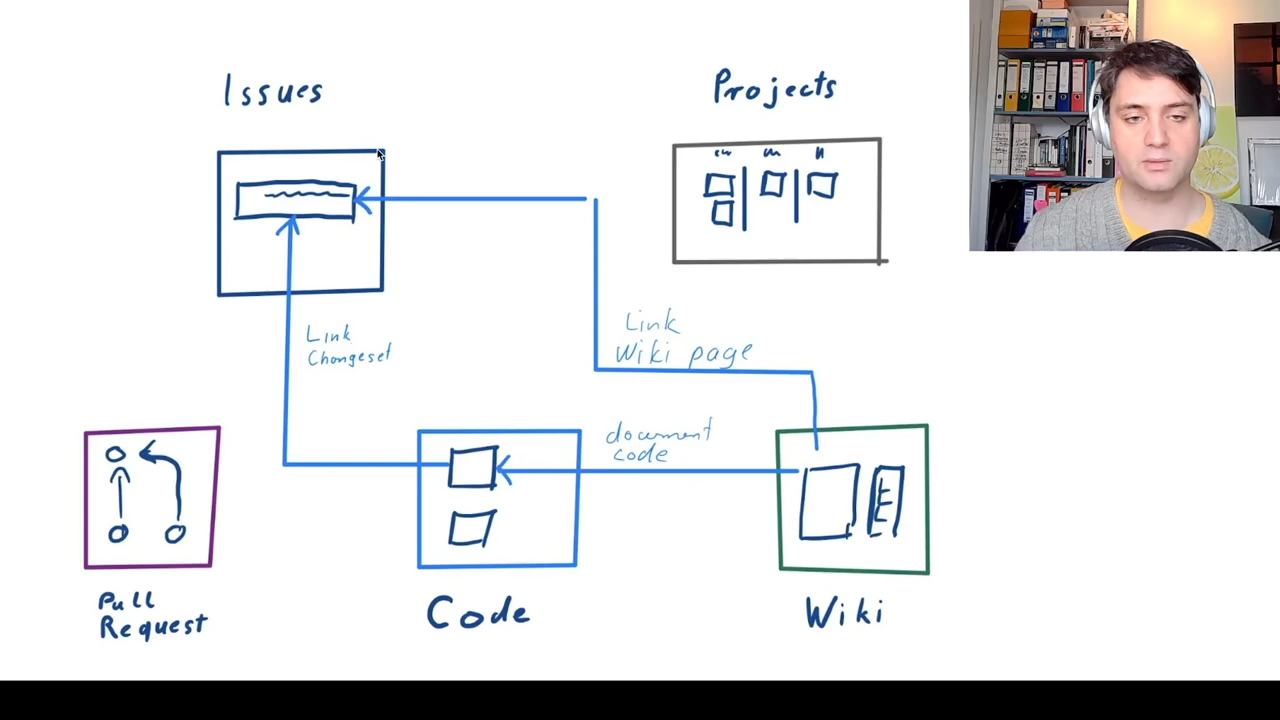 Issues
Projects
Link
Changeset
Link
Wiki page
document
code
Pull
Request
Code
Wiki